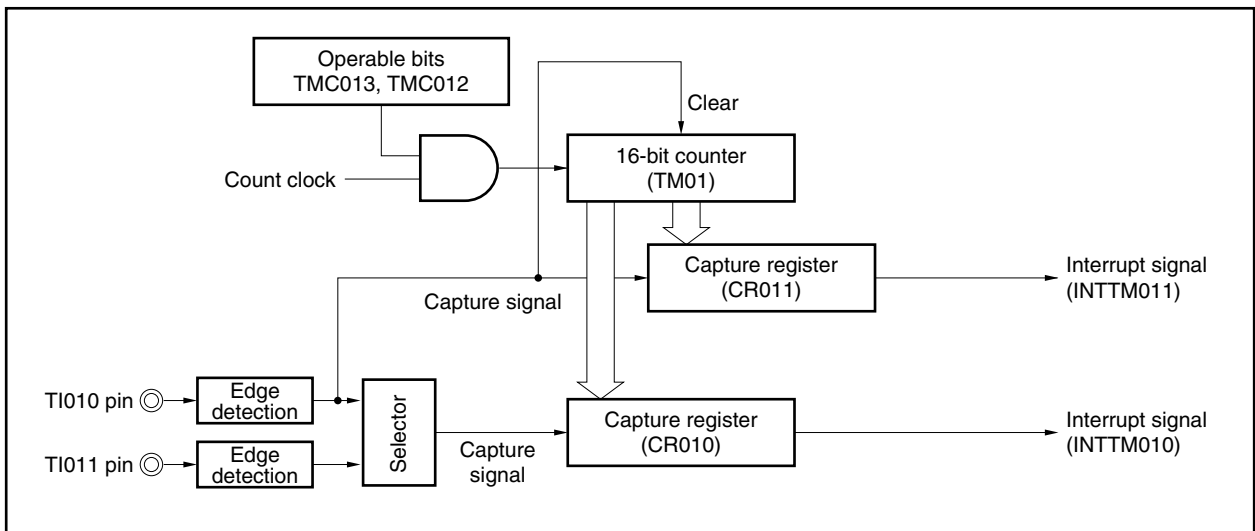 Operable bits
TMC013, TMC012
Clear
Count clock
16-bit counter
(TM01)
Capture register
(CR011)
Interrupt signal
(INTTM011)
Capture signal
TI010 pin
Edge
detection
Selector
Capture register
(CR010)
Interrupt signal
(INTTM010)
TI011 pin
Edge
detection
Capture
signal